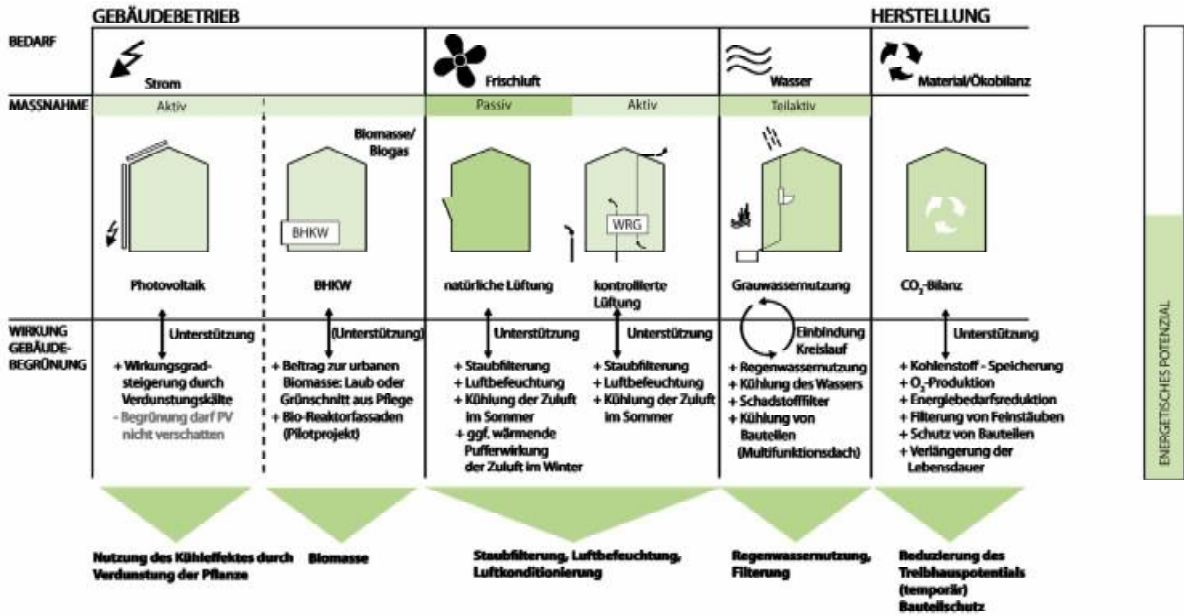 GEBÄUDEBETRIEB
HERSTELLUNG
BEDARF
Strom
Frischluft
Wasser
Material/Ökobilanz
MASSNAHME
Aktiv
Passiv
Aktiv
Teilaktiv
Biomasse/
Biogas
BHKW
WRG
Photovoltaik
BHKW
natürliche Lüftung
kontrollierte
Lüftung
Grauwassernutzung
CO₂-Bilanz
WIRKUNG
GEBÄUDE-
BEGRÜNUNG
Unterstützung
+ Wirkungsgrad-
steigerung durch
Verdunstungskälte
- Begrünung darf PV
nicht verschatten
(Unterstützung)
+ Beitrag zur urbanen
Biomasse: Laub oder
Grünschnitt aus Pflege
+ Bio-Reaktorfassaden
(Pilotprojekt)
Unterstützung
+ Staubfilterung
+ Luftbefeuchtung
+ Kühlung der Zuluft
im Sommer
+ ggf. wärmende
Pufferwirkung
der Zuluft im Winter
Unterstützung
+ Staubfilterung
+ Luftbefeuchtung
+ Kühlung der Zuluft
im Sommer
Einbindung
Kreislauf
+ Regenwassernutzung
+ Kühlung des Wassers
+ Schadstofffilter
+ Kühlung von
Bauteilen
(Multifunktionsdach)
Unterstützung
+ Kohlenstoff - Speicherung
+ O₂-Produktion
+ Energiebedarfsreduktion
+ Filterung von Feinstäuben
+ Schutz von Bauteilen
+ Verlängerung der
Lebensdauer
Nutzung des Kühleffektes durch
Verdunstung der Pflanze
Biomasse
Staubfilterung, Luftbefeuchtung,
Luftkonditionierung
Regenwassernutzung,
Filterung
Reduzierung des
Treibhauspotentials
(temporär)
Bauteilschutz
ENERGETISCHES POTENZIAL